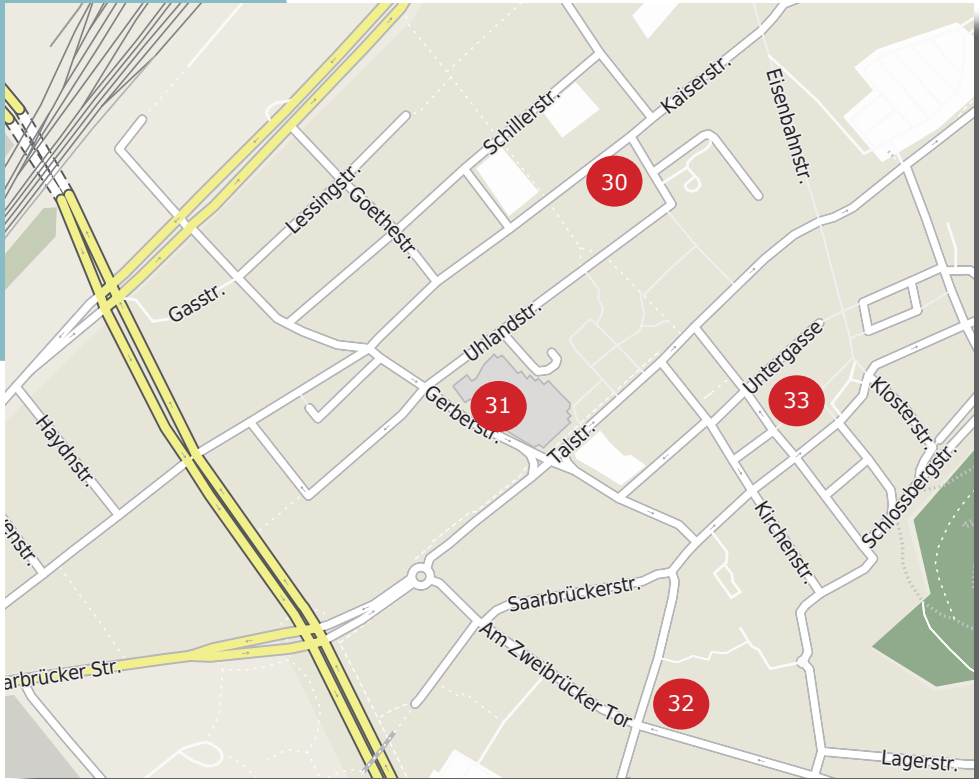 Kaiserstr.
Eisenbahnstr.
Schillerstr.
30
Lessingstr.
Goethestr.
Gasstr.
Uhlandstr.
Untergasse
31
33
Gerberstr.
Talstr.
Klosterstr.
Haydnstr.
Schlossbergstr.
Kirchenstr.
enstr.
Saarbrückerstr.
Am Zweibrücker Tor
arbrücker Str.
32
Lagerstr.